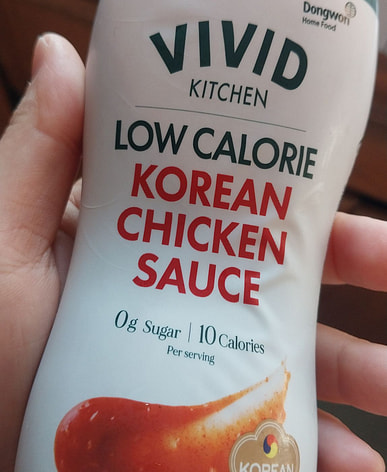 Dongwon
Home Food
VIVID
KITCHEN
LOW CALORIE
KOREAN
CHICKEN
SAUCE
0g Sugar | 10 Calories
Per serving
KOREAN